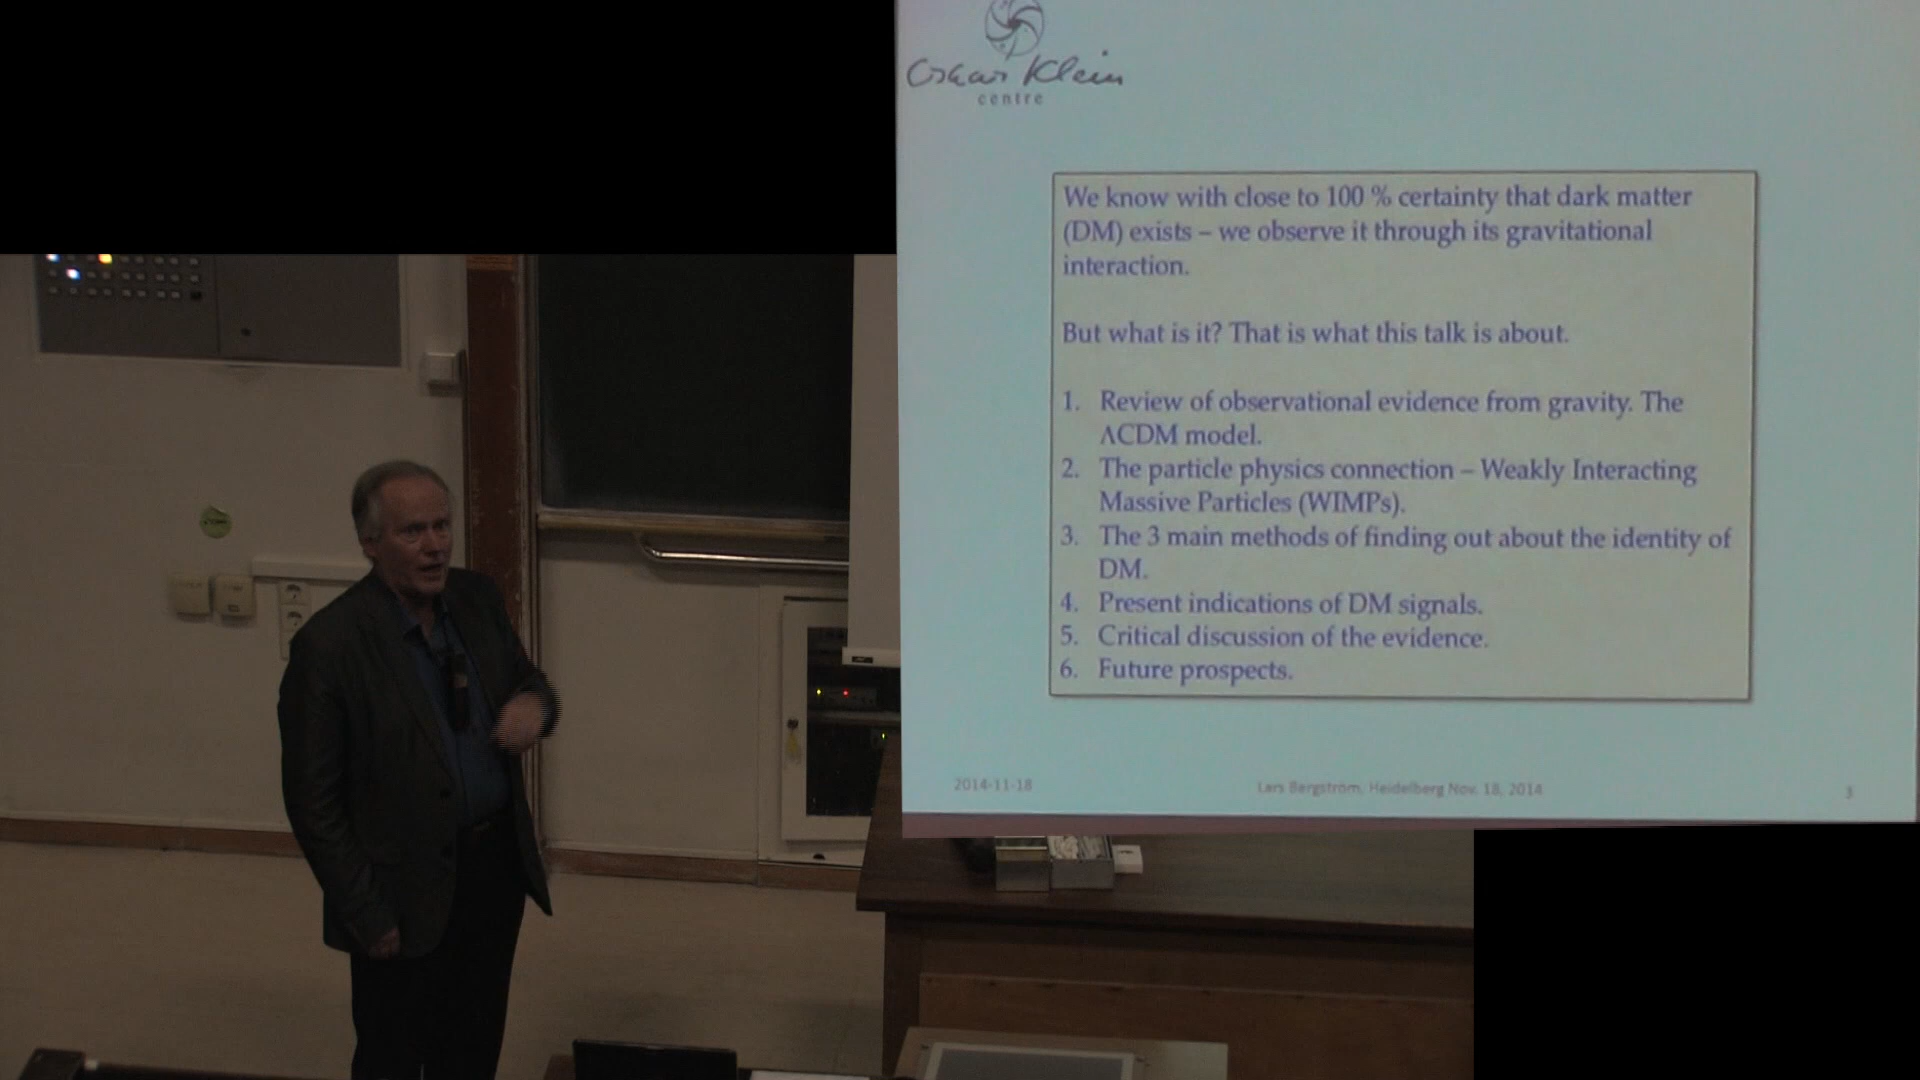 Oskar Klein
centre
We know with close to 100 % certainty that dark matter
(DM) exists – we observe it through its gravitational
interaction.
But what is it? That is what this talk is about.
1. Review of observational evidence from gravity. The
ΛCDM model.
2. The particle physics connection – Weakly Interacting
Massive Particles (WIMPs).
3. The 3 main methods of finding out about the identity of
DM.
4. Present indications of DM signals.
5. Critical discussion of the evidence.
6. Future prospects.
2014-11-18
Lars Bergström, Heidelberg Nov. 18, 2014
3